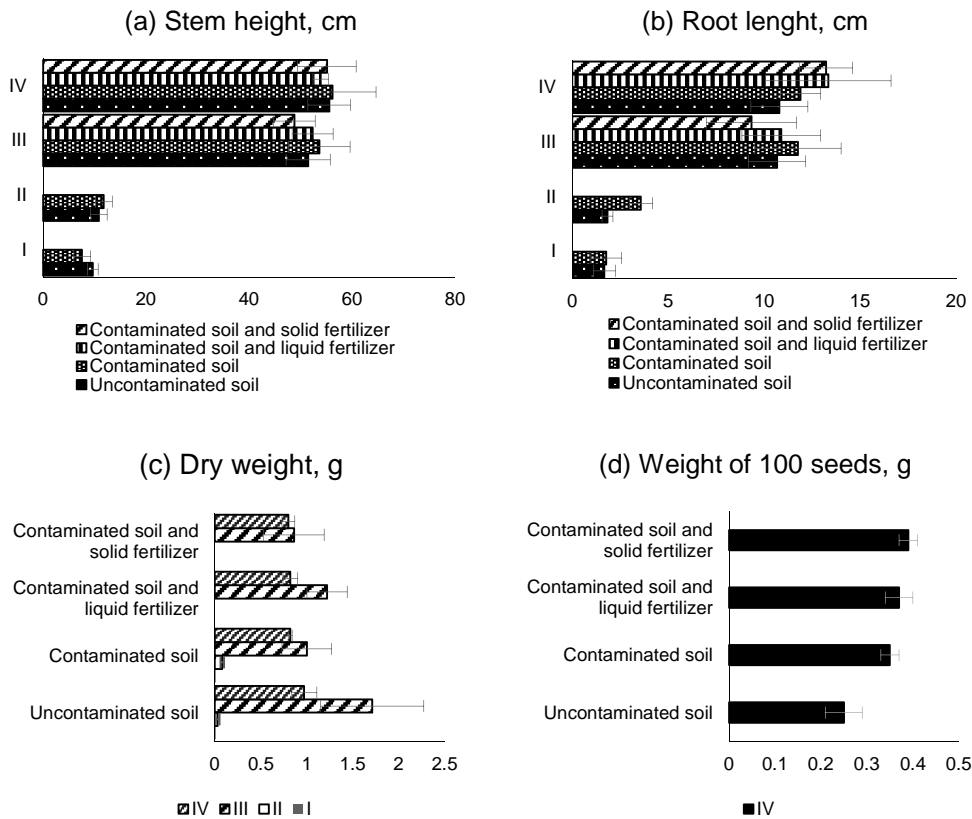 (a) Stem height, cm
IV
III
II
I
0 20 40 60 80
Contaminated soil and solid fertilizer
Contaminated soil and liquid fertilizer
Contaminated soil
Uncontaminated soil
(b) Root lenght, cm
IV
III
II
I
0 5 10 15 20
Contaminated soil and solid fertilizer
Contaminated soil and liquid fertilizer
Contaminated soil
Uncontaminated soil
(c) Dry weight, g
Contaminated soil and
solid fertilizer
Contaminated soil and
liquid fertilizer
Contaminated soil
Uncontaminated soil
0 0.5 1 1.5 2 2.5
IV III II I
(d) Weight of 100 seeds, g
Contaminated soil and
solid fertilizer
Contaminated soil and
liquid fertilizer
Contaminated soil
Uncontaminated soil
0 0.1 0.2 0.3 0.4 0.5
IV